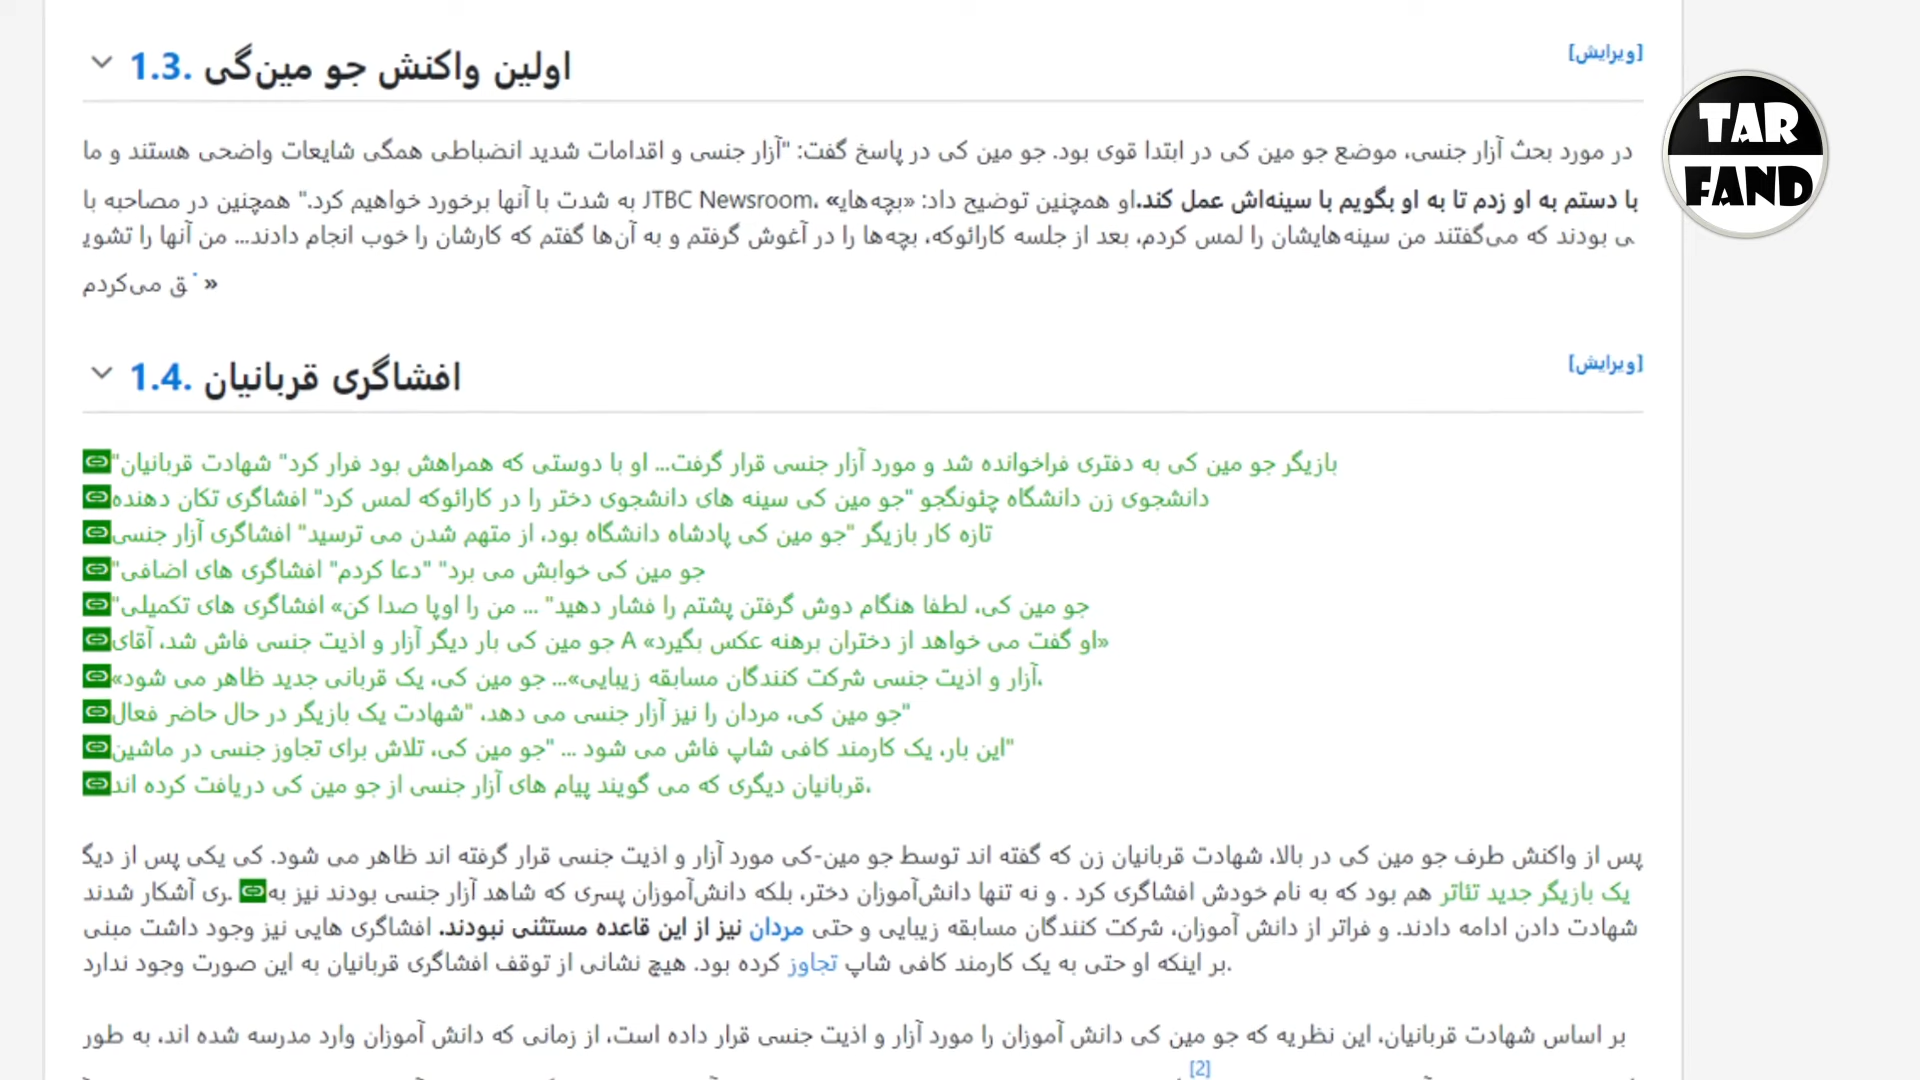 1.3. اولین واکنش جو مین‌گی
[ویرایش]
TAR
FAND
در مورد بحث آزار جنسی، موضع جو مین کی در ابتدا قوی بود. جو مین کی در پاسخ گفت: "آزار جنسی و اقدامات شدید انضباطی همگی شایعات واضحی هستند و ما
به شدت با آنها برخورد خواهیم کرد." همچنین در مصاحبه با JTBC Newsroom، او همچنین توضیح داد: «بچه‌هایی» با دستم به او زدم تا به او بگویم با سینه‌اش عمل کند.
ی بودند که می‌گفتند من سینه‌هایشان را لمس کردم، بعد از جلسه کارائوکه، بچه‌ها را در آغوش گرفتم و به آن‌ها گفتم که کارشان را خوب انجام دادند... من آنها را تشوی
ق می‌کردم »
1.4. افشاگری قربانیان
[ویرایش]
بازیگر جو مین کی به دفتری فراخوانده شد و مورد آزار جنسی قرار گرفت... او با دوستی که همراهش بود فرار کرد" شهادت قربانیان"
دانشجوی زن دانشگاه چئونگجو "جو مین کی سینه های دانشجوی دختر را در کارائوکه لمس کرد" افشاگری تکان دهنده
تازه کار بازیگر "جو مین کی پادشاه دانشگاه بود، از متهم شدن می ترسید" افشاگری آزار جنسی
جو مین کی خوابش می برد" "دعا کردم" افشاگری های اضافی"
جو مین کی، لطفا هنگام دوش گرفتن پشتم را فشار دهید" ... من را اوپا صدا کن» افشاگری های تکمیلی"
جو مین کی بار دیگر آزار و اذیت جنسی فاش شد، آقای A «او گفت می خواهد از دختران برهنه عکس بگیرد»
آزار و اذیت جنسی شرکت کنندگان مسابقه زیبایی»... جو مین کی، یک قربانی جدید ظاهر می شود»،
"جو مین کی، مردان را نیز آزار جنسی می دهد، "شهادت یک بازیگر در حال حاضر فعال
"این بار، یک کارمند کافی شاپ فاش می شود ... "جو مین کی، تلاش برای تجاوز جنسی در ماشین
قربانیان دیگری که می گویند پیام های آزار جنسی از جو مین کی دریافت کرده اند،
پس از واکنش طرف جو مین کی در بالا، شهادت قربانیان زن که گفته اند توسط جو مین-کی مورد آزار و اذیت جنسی قرار گرفته اند ظاهر می شود. کی یکی پس از دیگ
ری آشکار شدند. یک بازیگر جدید تئاتر هم بود که به نام خودش افشاگری کرد . و نه تنها دانش‌آموزان دختر، بلکه دانش‌آموزان پسری که شاهد آزار جنسی بودند نیز به
شهادت دادن ادامه دادند. و فراتر از دانش آموزان، شرکت کنندگان مسابقه زیبایی و حتی مردان نیز از این قاعده مستثنی نبودند. افشاگری هایی نیز وجود داشت مبنی
بر اینکه او حتی به یک کارمند کافی شاپ تجاوز کرده بود. هیچ نشانی از توقف افشاگری قربانیان به این صورت وجود ندارد.
بر اساس شهادت قربانیان، این نظریه که جو مین کی دانش آموزان را مورد آزار و اذیت جنسی قرار داده است، از زمانی که دانش آموزان وارد مدرسه شده اند، به طور
[2]